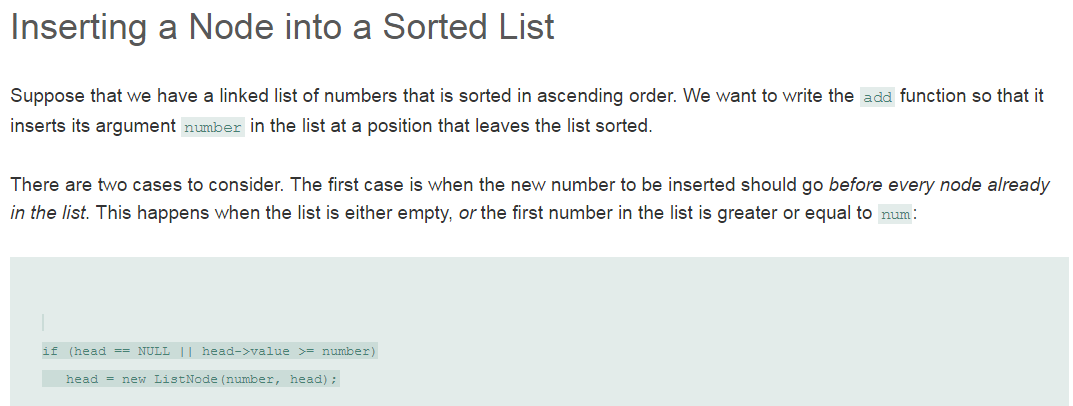 Inserting a Node into a Sorted List
Suppose that we have a linked list of numbers that is sorted in ascending order. We want to write the add function so that it
inserts its argument number in the list at a position that leaves the list sorted.
There are two cases to consider. The first case is when the new number to be inserted should go before every node already
in the list. This happens when the list is either empty, or the first number in the list is greater or equal to num:
if (head == NULL || head->value >= number)
head = new ListNode(number, head);